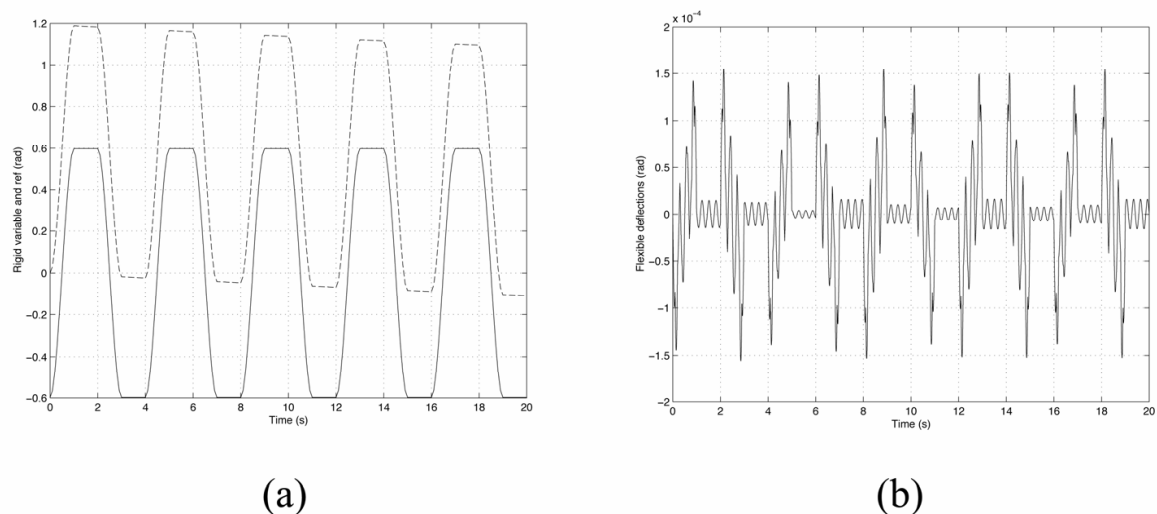 1.2
1
0.8
0.6
0.4
0.2
0
−0.2
−0.4
−0.6
0 2 4 6 8 10 12 14 16 18 20
Time (s)
Rigid variable and ref (rad)
(a)
2 × 10⁻⁴
1.5
1
0.5
0
−0.5
−1
−1.5
−2
0 2 4 6 8 10 12 14 16 18 20
Time (s)
Flexible deflections (rad)
(b)